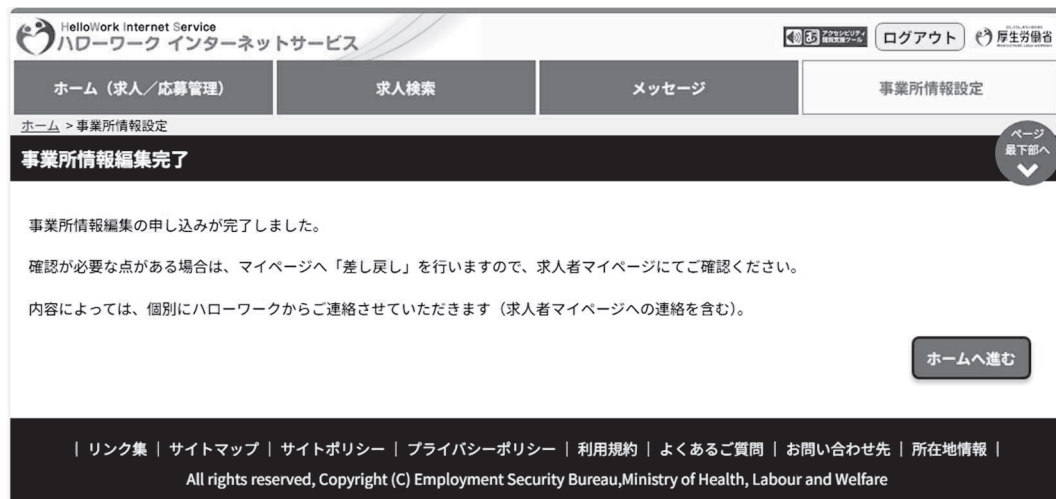 HelloWork Internet Service
ハローワーク インターネットサービス
ログアウト
厚生労働省
ホーム（求人／応募管理）
求人検索
メッセージ
事業所情報設定
ホーム > 事業所情報設定
ページ
最下部へ
事業所情報編集完了
事業所情報編集の申し込みが完了しました。
確認が必要な点がある場合は、マイページへ「差し戻し」を行いますので、求人者マイページにてご確認ください。
内容によっては、個別にハローワークからご連絡させていただきます（求人者マイページへの連絡を含む）。
ホームへ進む
| リンク集 | サイトマップ | サイトポリシー | プライバシーポリシー | 利用規約 | よくあるご質問 | お問い合わせ先 | 所在地情報 |
All rights reserved, Copyright (C) Employment Security Bureau,Ministry of Health, Labour and Welfare